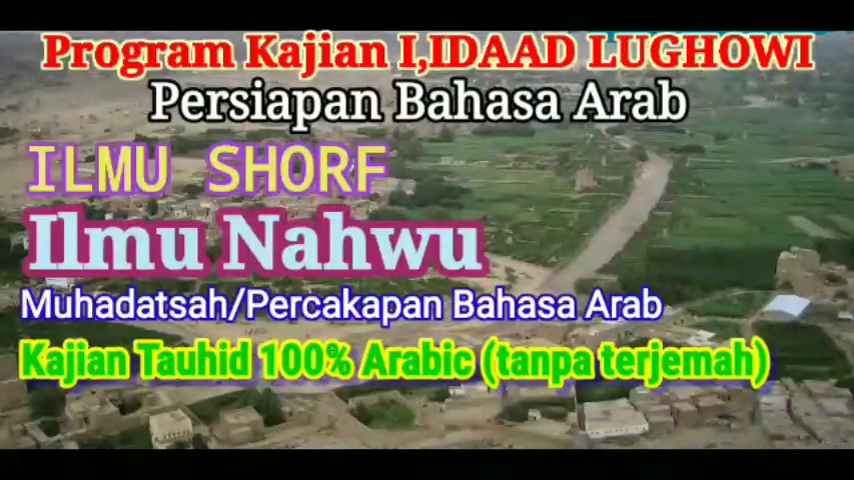 Program Kajian I,IDAAD LUGHOWI
Persiapan Bahasa Arab
ILMU SHORF
Ilmu Nahwu
Muhadatsah/Percakapan Bahasa Arab
Kajian Tauhid 100% Arabic (tanpa terjemah)